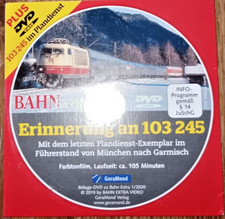 PLUS
DVD
103 245 im Plandienst
INFO-
Programm
gemäß
§ 14
JuSchG
BAHN
DVD
Erinnerung an 103 245
Mit dem letzten Plandienst-Exemplar im
Führerstand von München nach Garmisch
Farbtonfilm, Laufzeit: ca. 105 Minuten
GeraMond
Beilage-DVD zu Bahn Extra 1/2020
© 2019 by BAHN EXTRA VIDEO
GeraMond Verlag
www.geramond.de